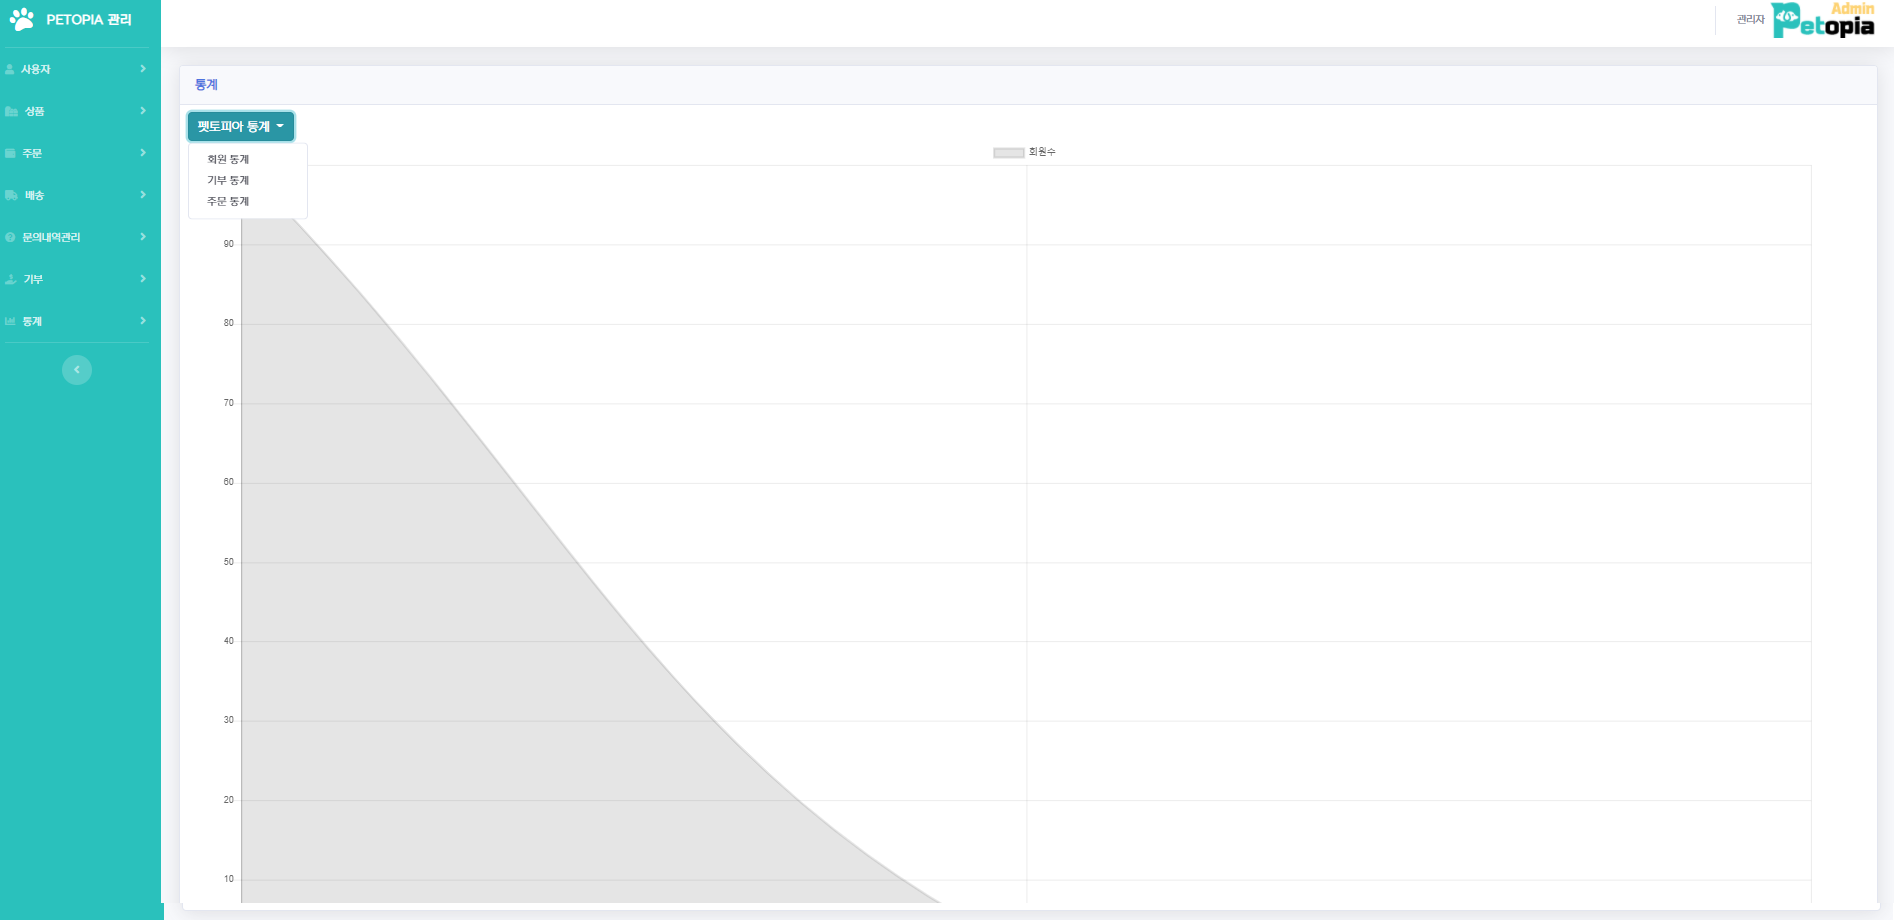 PETOPIA 관리
사용자
상품
주문
배송
문의내역관리
기부
통계
관리자
Admin
Petopia
통계
펫토피아 통계
회원 통계
기부 통계
주문 통계
회원수
90
80
70
60
50
40
30
20
10